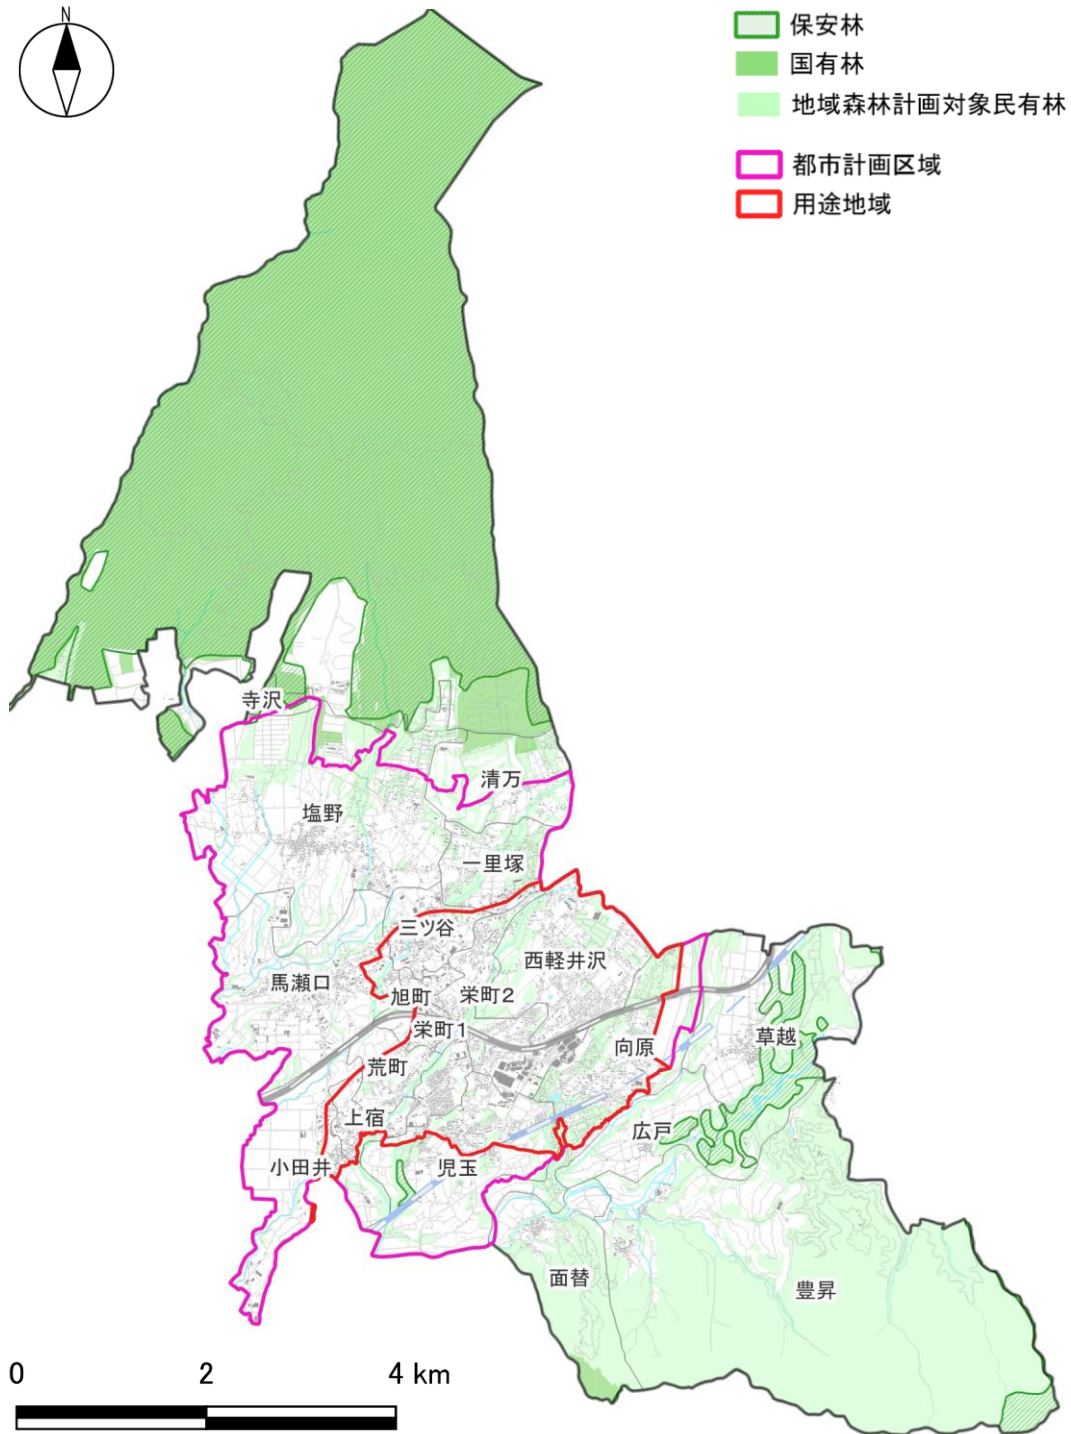 N
保安林
国有林
地域森林計画対象民有林
都市計画区域
用途地域
寺沢
清万
塩野
一里塚
三ツ谷
西軽井沢
馬瀬口
旭町
栄町2
栄町1
草越
向原
荒町
上宿
広戸
小田井
児玉
面替
豊昇
0 2 4 km